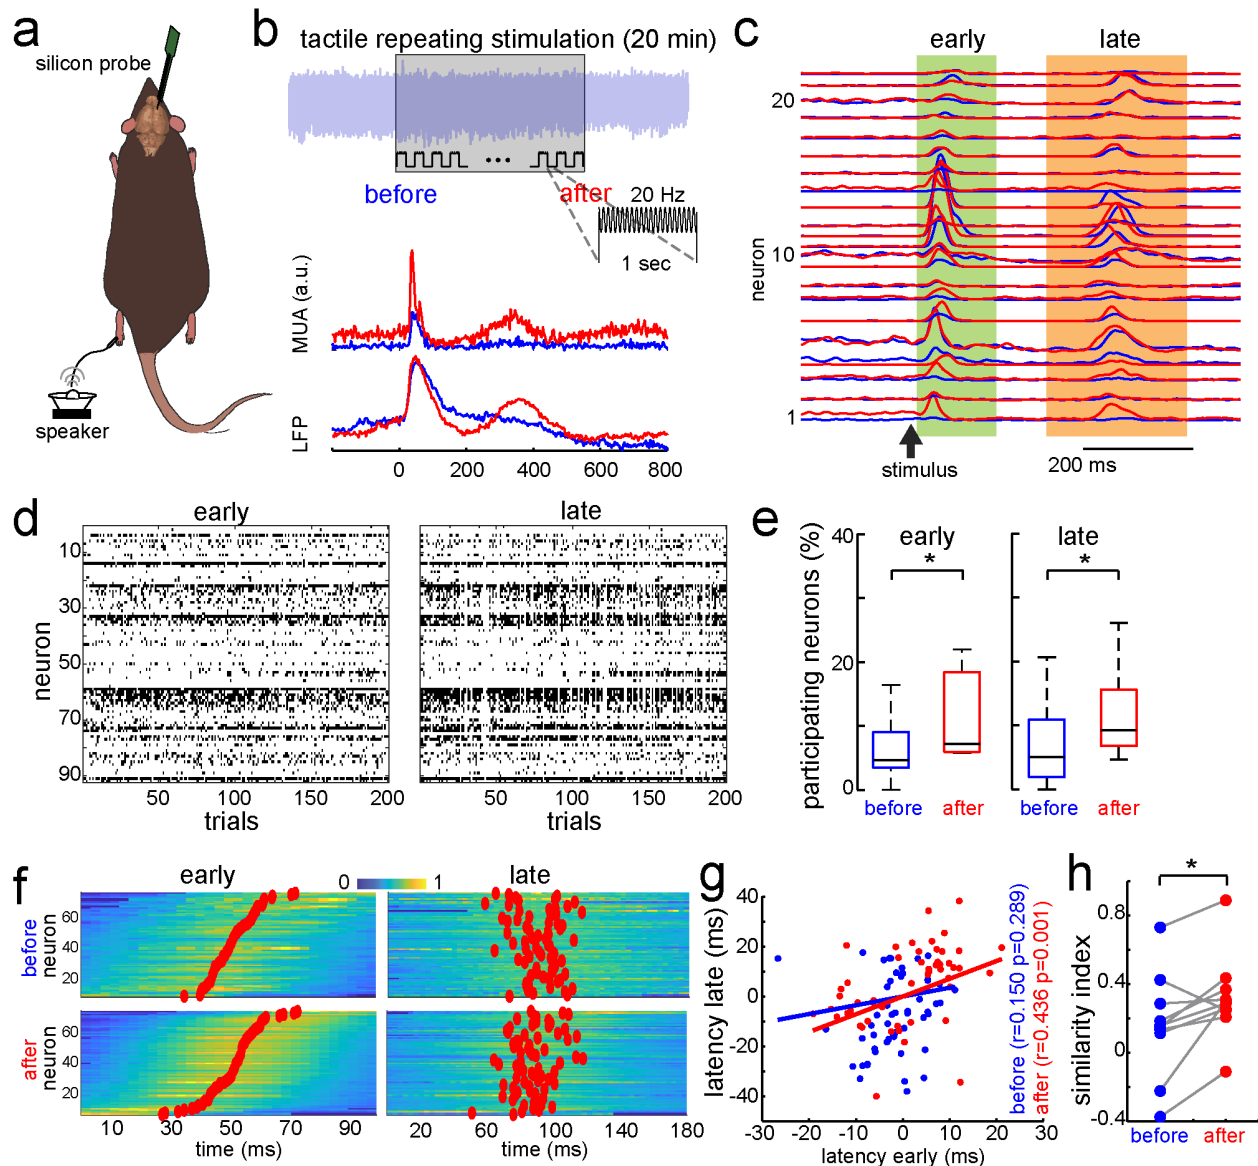 a
silicon probe
speaker
b
tactile repeating stimulation (20 min)
before
after
20 Hz
1 sec
MUA (a.u.)
LFP
0
200
400
600
800
c
early
late
neuron
20
10
1
stimulus
200 ms
d
early
late
neuron
10
30
50
70
90
50
100
150
200
trials
50
100
150
200
trials
e
participating neurons (%)
40
20
0
early
late
*
*
before
after
before
after
f
early
0
1
late
before
neuron
60
40
20
after
neuron
60
40
20
10
30
50
70
90
time (ms)
20
60
100
140
180
time (ms)
g
latency late (ms)
40
20
0
-20
-40
-30
-20
-10
0
10
20
30
latency early (ms)
before (r=0.150 p=0.289)
after (r=0.436 p=0.001)
h
similarity index
0.8
0.4
0
-0.4
*
before
after